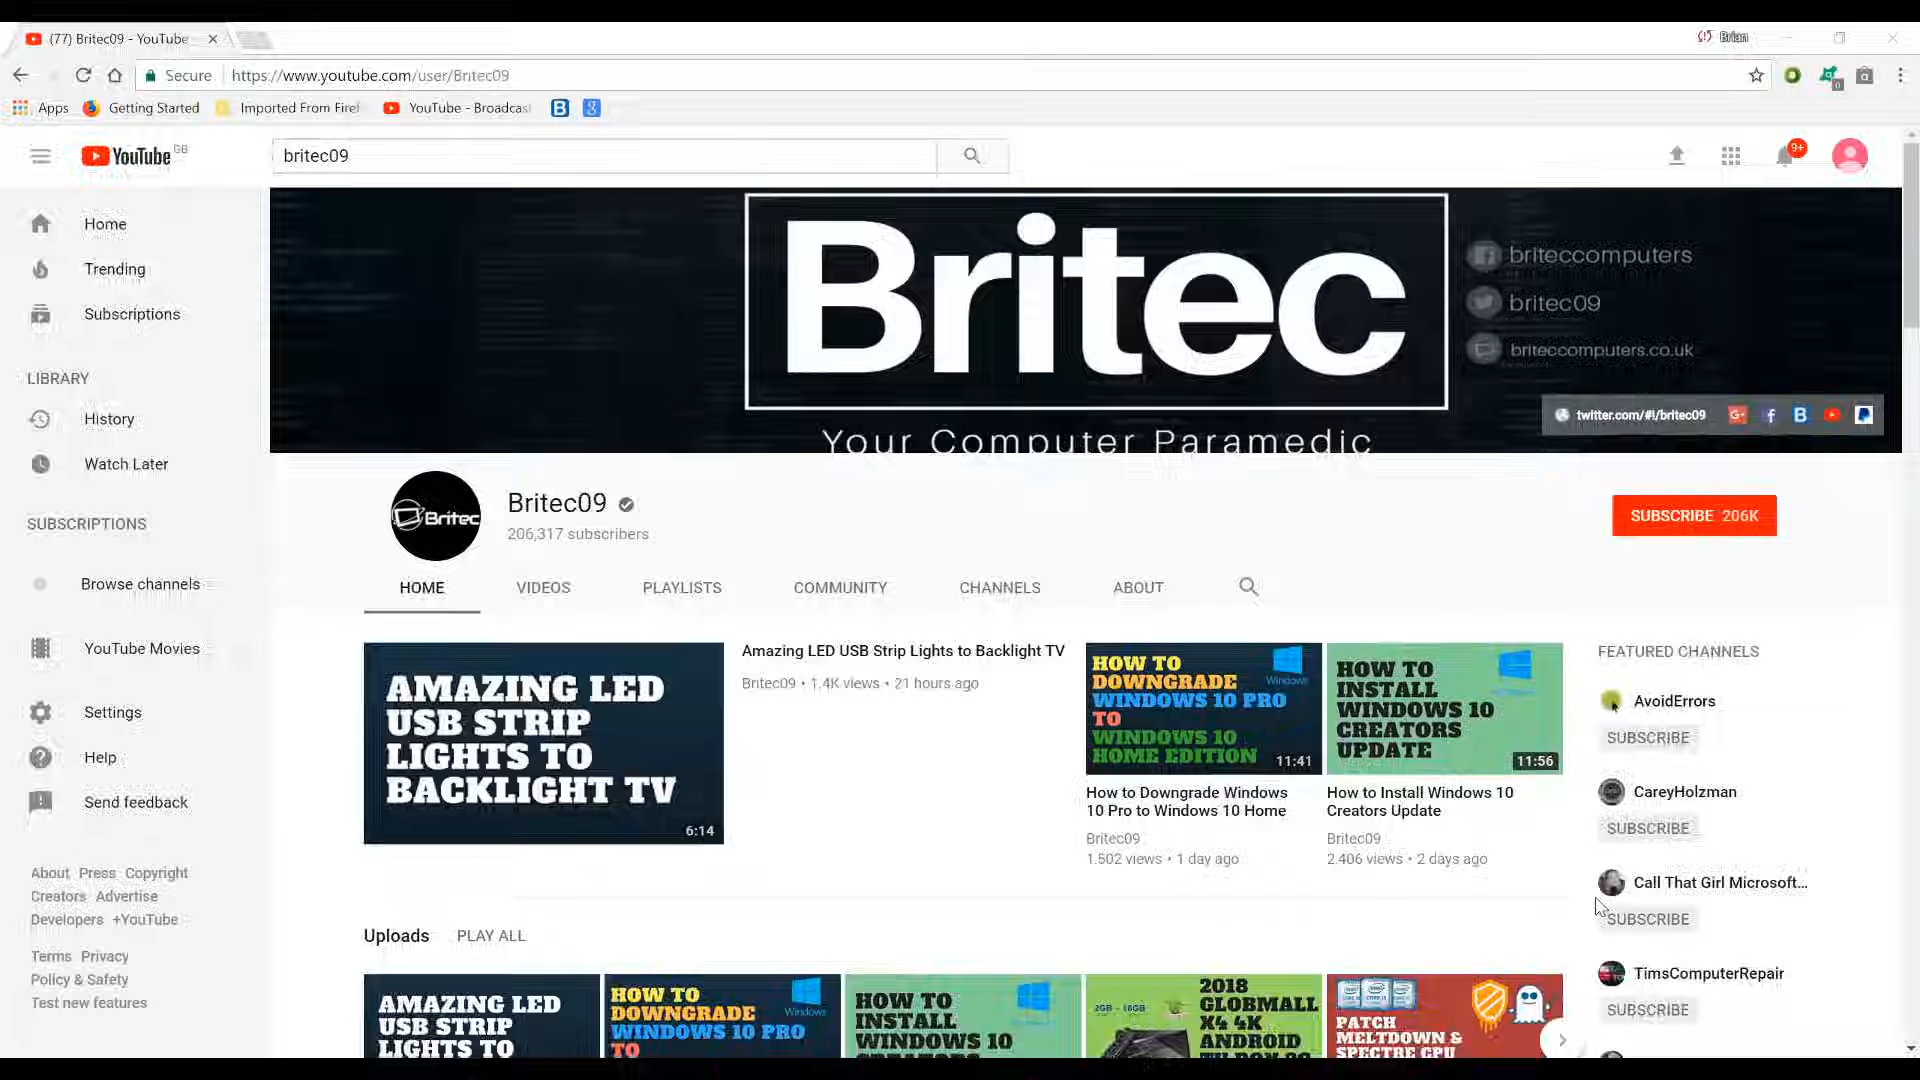 (77) Britec09 - YouTube
Brian
Secure https://www.youtube.com/user/Britec09
Apps Getting Started Imported From Firef YouTube - Broadcast
YouTube GB
britec09
9+
Home
Trending
Subscriptions
LIBRARY
History
Watch Later
SUBSCRIPTIONS
Browse channels
YouTube Movies
Settings
Help
Send feedback
About Press Copyright
Creators Advertise
Developers +YouTube
Terms Privacy
Policy & Safety
Test new features
Britec
Your Computer Paramedic
briteccomputers
britec09
briteccomputers.co.uk
twitter.com/#!/britec09
Britec
Britec09
206,317 subscribers
SUBSCRIBE 206K
HOME VIDEOS PLAYLISTS COMMUNITY CHANNELS ABOUT
AMAZING LED
USB STRIP
LIGHTS TO
BACKLIGHT TV
6:14
Amazing LED USB Strip Lights to Backlight TV
Britec09 • 1.4K views • 21 hours ago
HOW TO
DOWNGRADE
WINDOWS 10 PRO
TO
WINDOWS 10
HOME EDITION
Windows
11:41
How to Downgrade Windows
10 Pro to Windows 10 Home
Britec09
1,502 views • 1 day ago
HOW TO
INSTALL
WINDOWS 10
CREATORS
UPDATE
11:56
How to Install Windows 10
Creators Update
Britec09
2,406 views • 2 days ago
FEATURED CHANNELS
AvoidErrors
SUBSCRIBE
CareyHolzman
SUBSCRIBE
Call That Girl Microsoft...
SUBSCRIBE
TimsComputerRepair
SUBSCRIBE
Uploads PLAY ALL
AMAZING LED
USB STRIP
LIGHTS TO
HOW TO
DOWNGRADE
WINDOWS 10 PRO
TO
Windows
HOW TO
INSTALL
WINDOWS 10
2018
GLOBMALL
X4 4K
ANDROID
2GB - 16GB
PATCH
MELTDOWN &
SPECTRE CPU